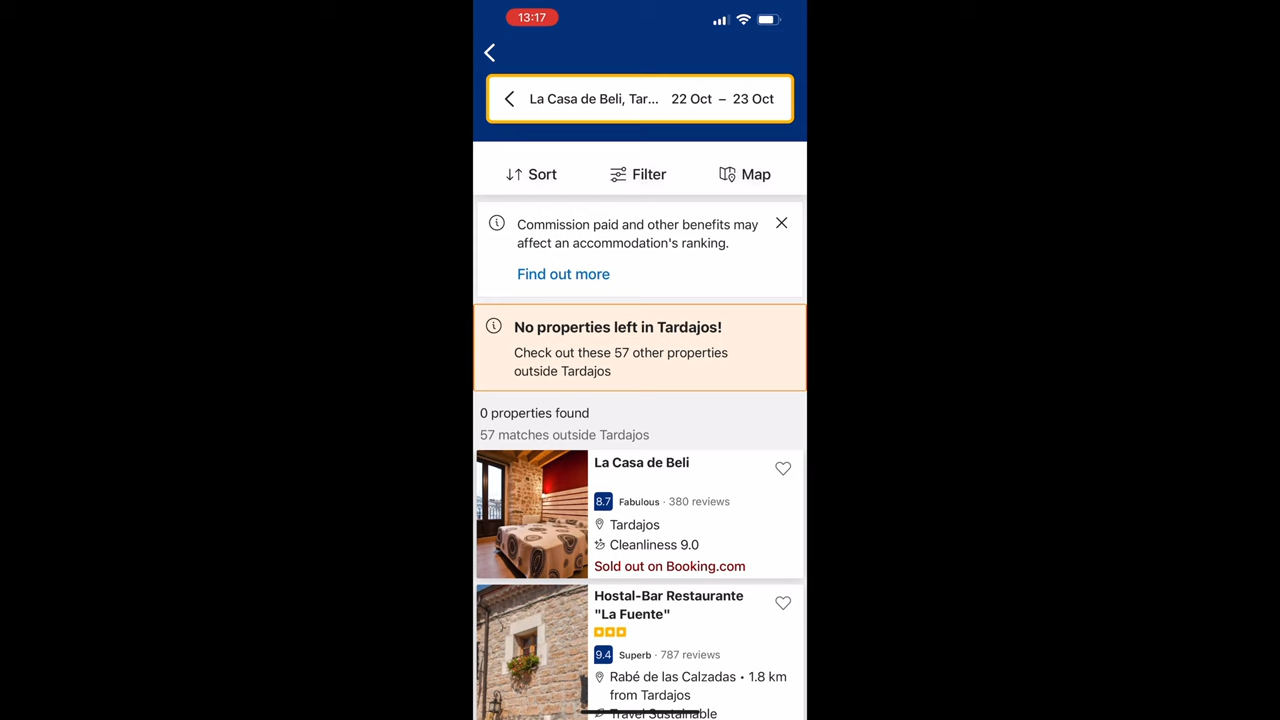 13:17
La Casa de Beli, Tar... 22 Oct – 23 Oct
Sort Filter Map
Commission paid and other benefits may
affect an accommodation's ranking.
Find out more
No properties left in Tardajos!
Check out these 57 other properties
outside Tardajos
0 properties found
57 matches outside Tardajos
La Casa de Beli
8.7 Fabulous · 380 reviews
Tardajos
Cleanliness 9.0
Sold out on Booking.com
Hostal-Bar Restaurante
"La Fuente"
9.4 Superb · 787 reviews
Rabé de las Calzadas • 1.8 km
from Tardajos
Travel Sustainable